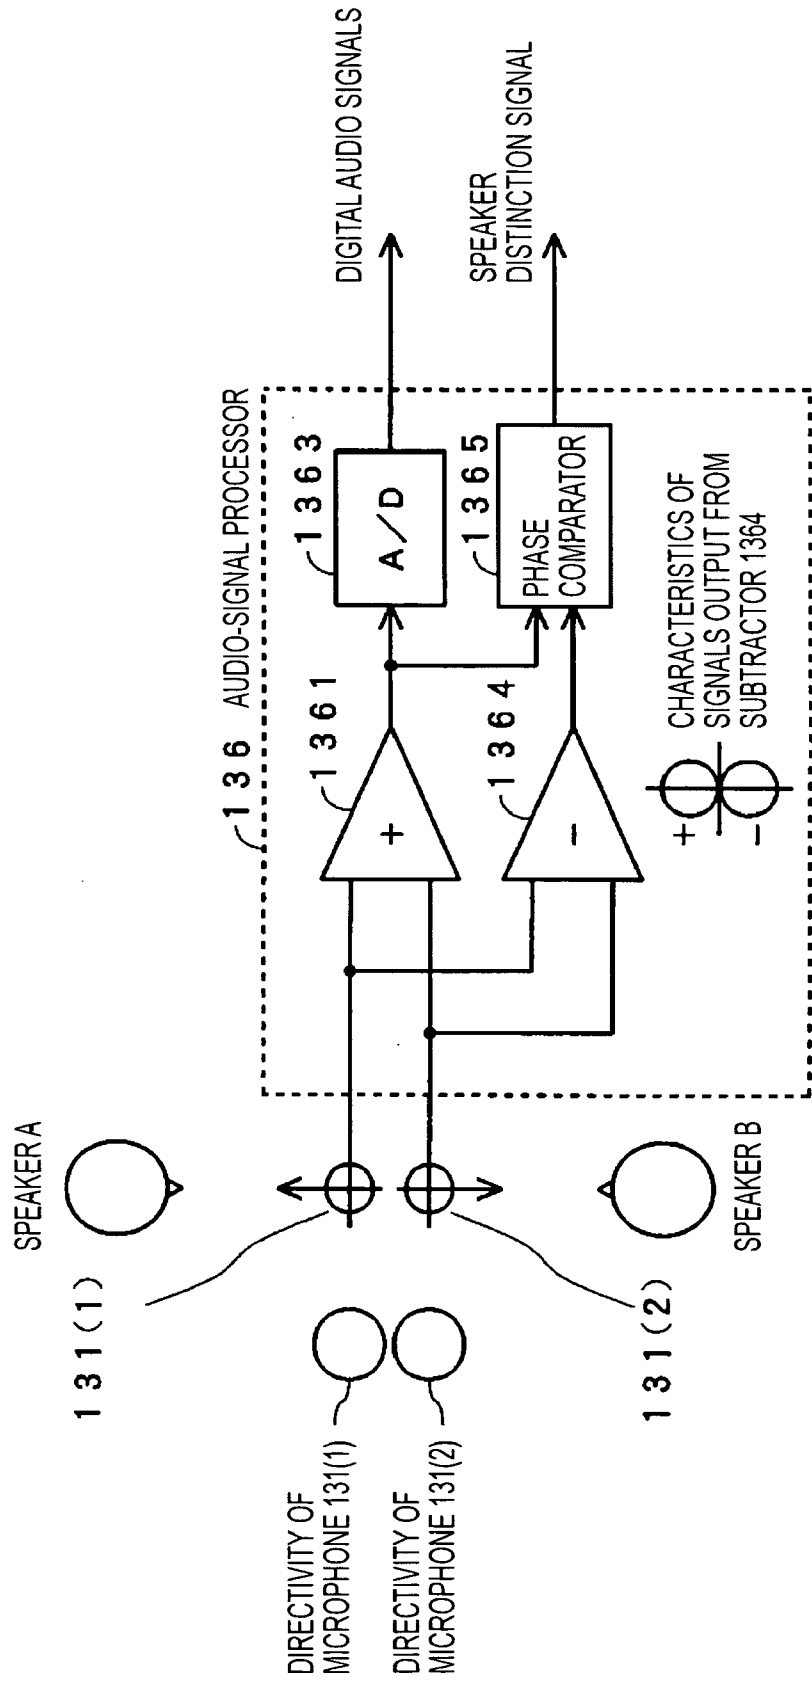 SPEAKER A
131(1)
DIRECTIVITY OF
MICROPHONE 131(1)
DIRECTIVITY OF
MICROPHONE 131(2)
131(2)
SPEAKER B
136 AUDIO-SIGNAL PROCESSOR
1361
+
1363
A/D
DIGITAL AUDIO SIGNALS
1364
-
1365
PHASE
COMPARATOR
SPEAKER
DISTINCTION SIGNAL
+
-
CHARACTERISTICS OF
SIGNALS OUTPUT FROM
SUBTRACTOR 1364